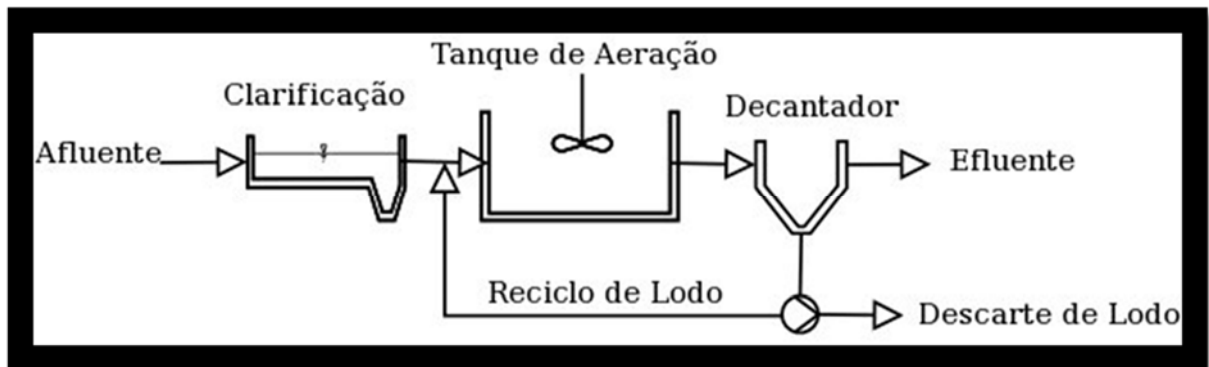 Tanque de Aeração
Clarificação
Decantador
Afluente
Efluente
Reciclo de Lodo
Descarte de Lodo